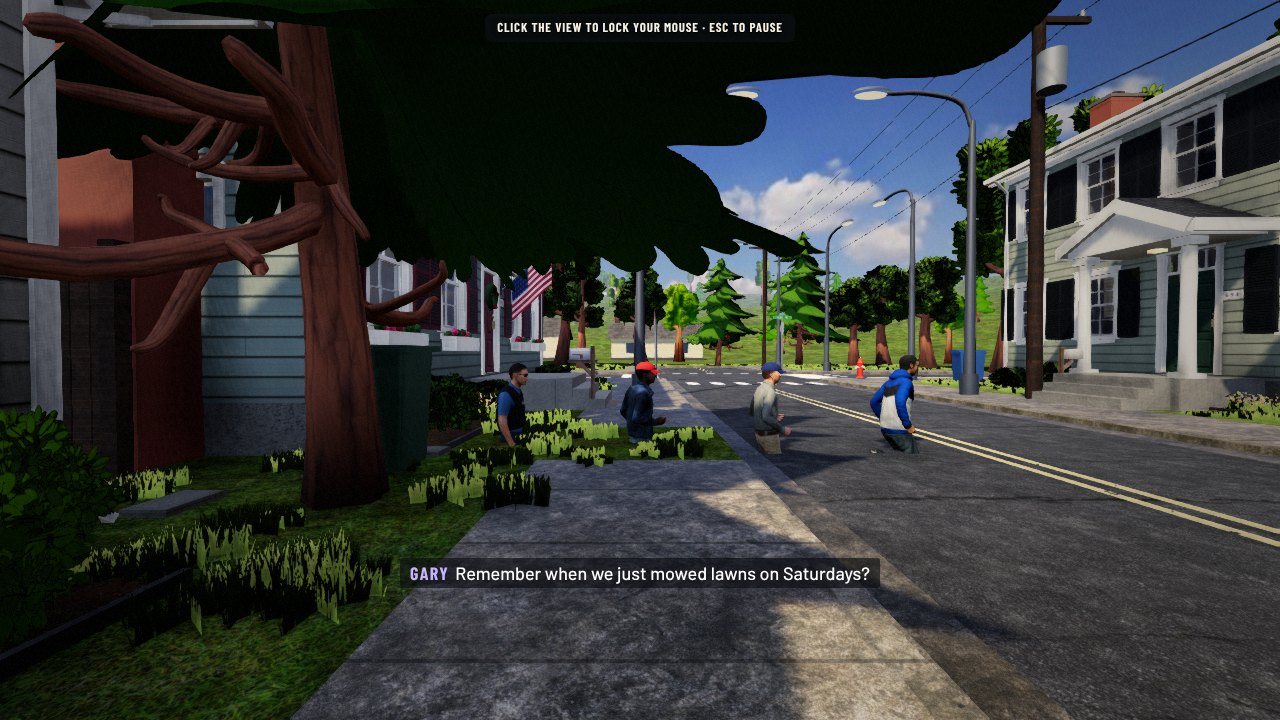 CLICK THE VIEW TO LOCK YOUR MOUSE · ESC TO PAUSE
GARY Remember when we just mowed lawns on Saturdays?